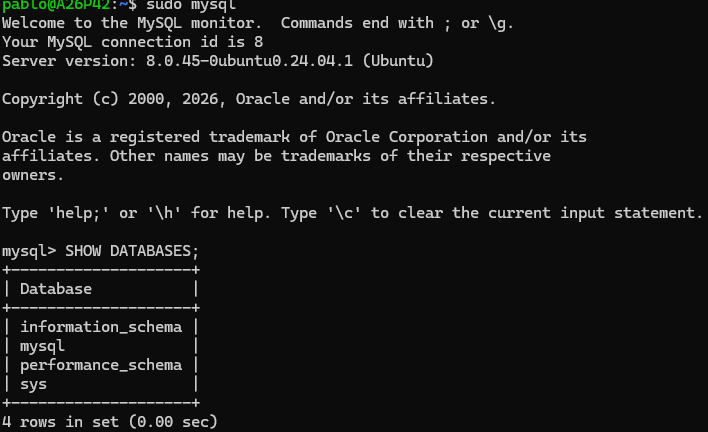 pablo@A26P42:~$ sudo mysql
Welcome to the MySQL monitor.  Commands end with ; or \g.
Your MySQL connection id is 8
Server version: 8.0.45-0ubuntu0.24.04.1 (Ubuntu)

Copyright (c) 2000, 2026, Oracle and/or its affiliates.

Oracle is a registered trademark of Oracle Corporation and/or its
affiliates. Other names may be trademarks of their respective
owners.

Type 'help;' or '\h' for help. Type '\c' to clear the current input statement.

mysql> SHOW DATABASES;
+--------------------+
| Database           |
+--------------------+
| information_schema |
| mysql              |
| performance_schema |
| sys                |
+--------------------+
4 rows in set (0.00 sec)